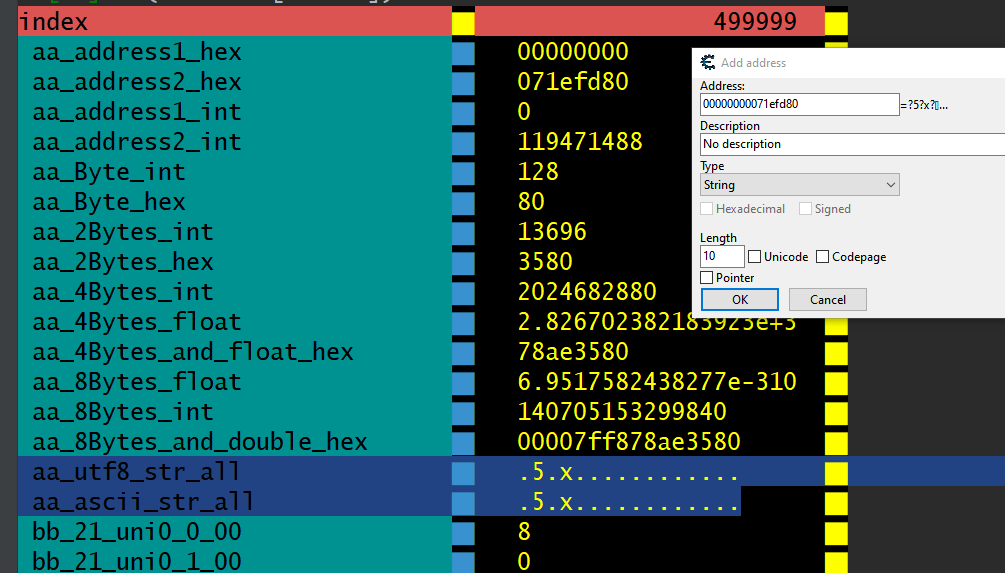 index 499999
aa_address1_hex 00000000
aa_address2_hex 071efd80
aa_address1_int 0
aa_address2_int 119471488
aa_Byte_int 128
aa_Byte_hex 80
aa_2Bytes_int 13696
aa_2Bytes_hex 3580
aa_4Bytes_int 2024682880
aa_4Bytes_float 2.826702382183923e+3
aa_4Bytes_and_float_hex 78ae3580
aa_8Bytes_float 6.9517582438277e-310
aa_8Bytes_int 140705153299840
aa_8Bytes_and_double_hex 00007ff878ae3580
aa_utf8_str_all .5.x............
aa_ascii_str_all .5.x............
bb_21_uni0_0_00 8
bb_21_uni0_1_00 0
Add address
Address:
00000000071efd80 =?5?x?▯...
Description
No description
Type
String
Hexadecimal Signed
Length
10 Unicode Codepage
Pointer
OK Cancel